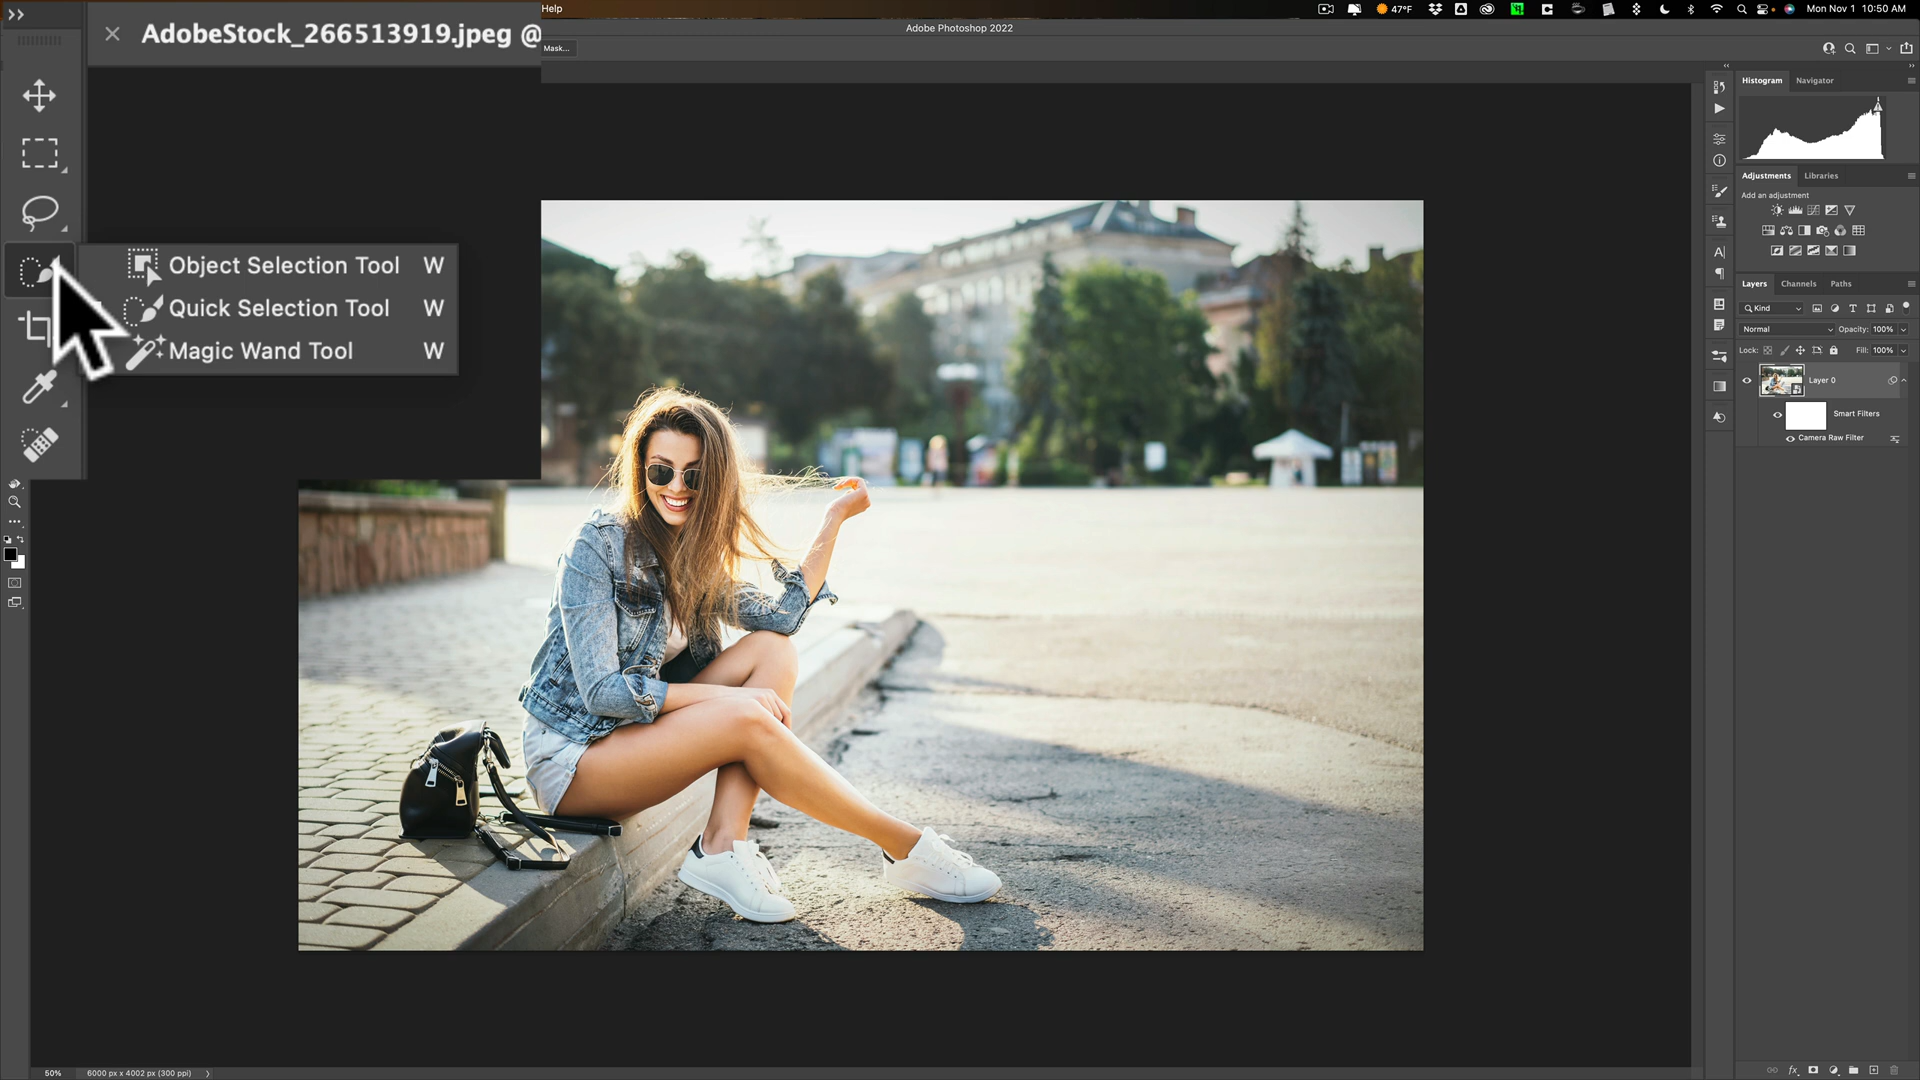 Help
47°F
Mon Nov 1 10:50 AM
AdobeStock_266513919.jpeg @
Adobe Photoshop 2022
Mask...
Histogram Navigator
Adjustments Libraries
Add an adjustment
Object Selection Tool W
Quick Selection Tool W
Magic Wand Tool W
Layers Channels Paths
Kind
Normal Opacity: 100%
Lock: Fill: 100%
Layer 0
Smart Filters
Camera Raw Filter
50% 6000 px x 4002 px (300 ppi)